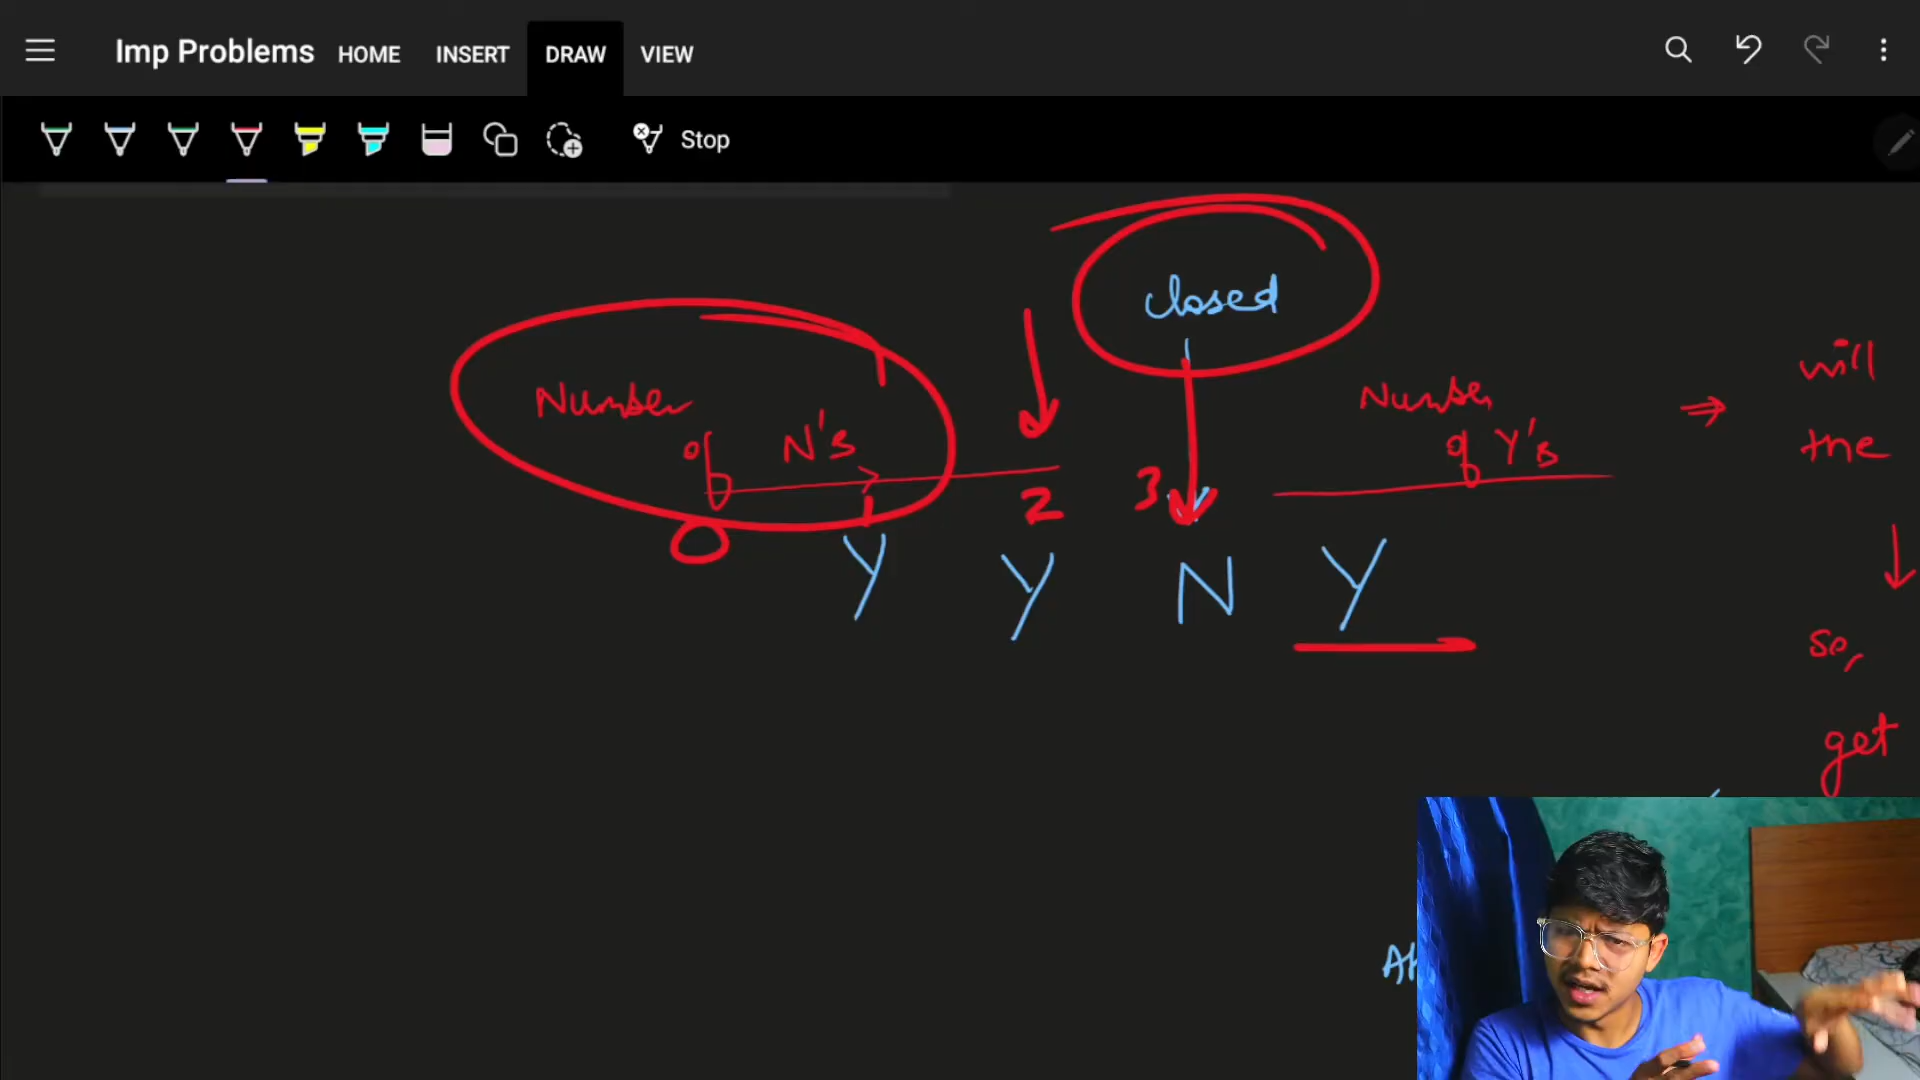 Imp Problems HOME INSERT DRAW VIEW
Stop
closed
Number
of N's
Number
of Y's
⇒ will
the
0 1 2 3
Y Y N Y
so,
get